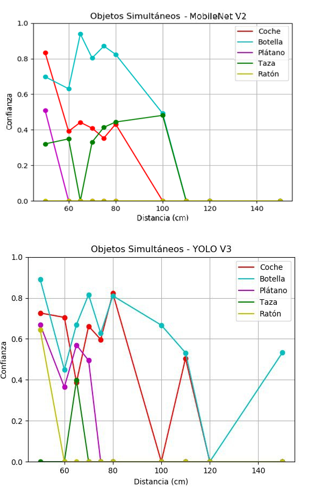 Objetos Simultáneos - MobileNet V2
1.0
0.8
0.6
0.4
0.2
0.0
Confianza
Coche
Botella
Plátano
Taza
Ratón
60 80 100 120 140
Distancia (cm)
Objetos Simultáneos - YOLO V3
1.0
0.8
0.6
0.4
0.2
0.0
Confianza
Coche
Botella
Plátano
Taza
Ratón
60 80 100 120 140
Distancia (cm)